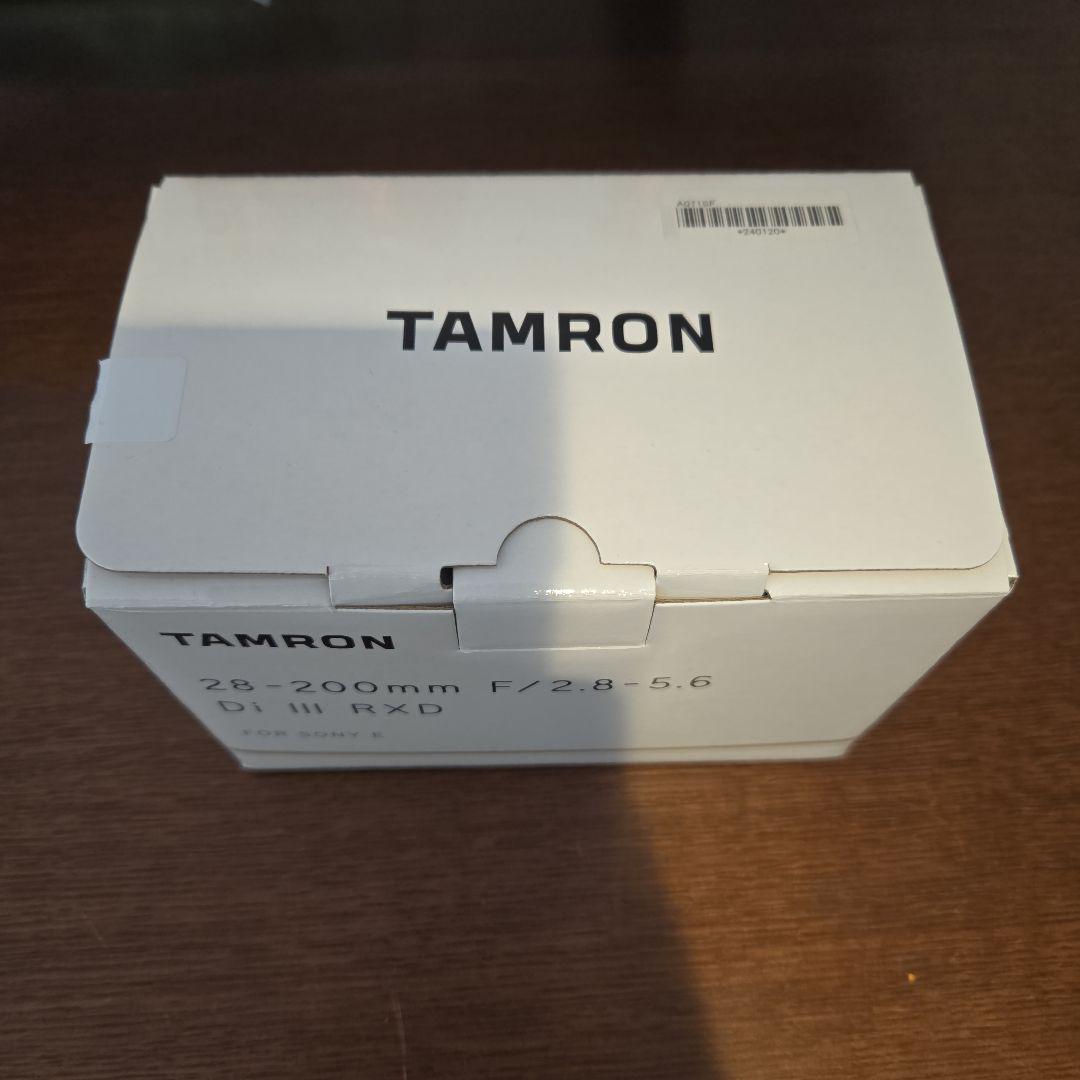 A071SF
*240120*
TAMRON
TAMRON
28-200mm F/2.8-5.6
Di III RXD
FOR SONY E